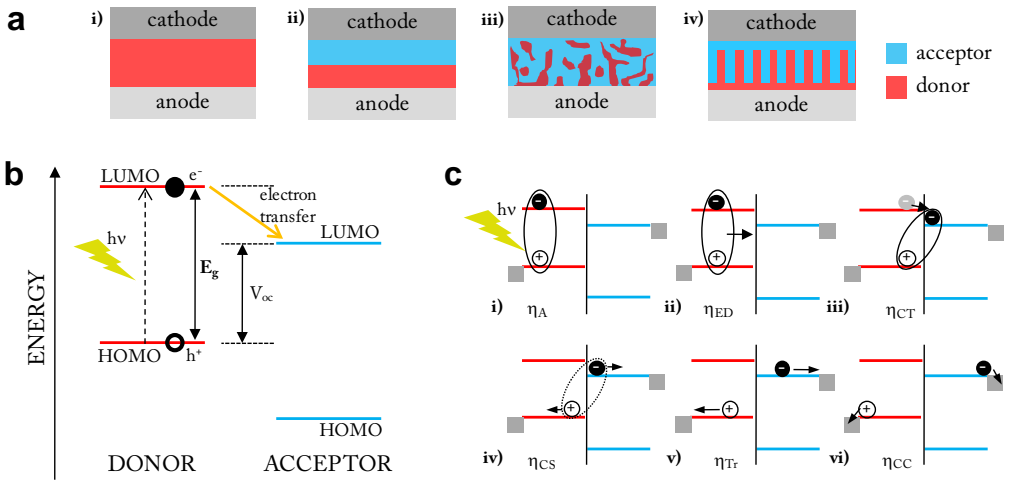 a
i)
cathode
anode
ii)
cathode
anode
iii)
cathode
anode
iv)
cathode
anode
acceptor
donor
b
ENERGY
LUMO
e⁻
electron
transfer
hν
LUMO
E_g
V_oc
HOMO
h⁺
HOMO
DONOR
ACCEPTOR
c
hν
−
+
i)
η_A
−
+
ii)
η_ED
−
−
+
iii)
η_CT
−
+
iv)
η_CS
−
+
v)
η_Tr
−
+
vi)
η_CC